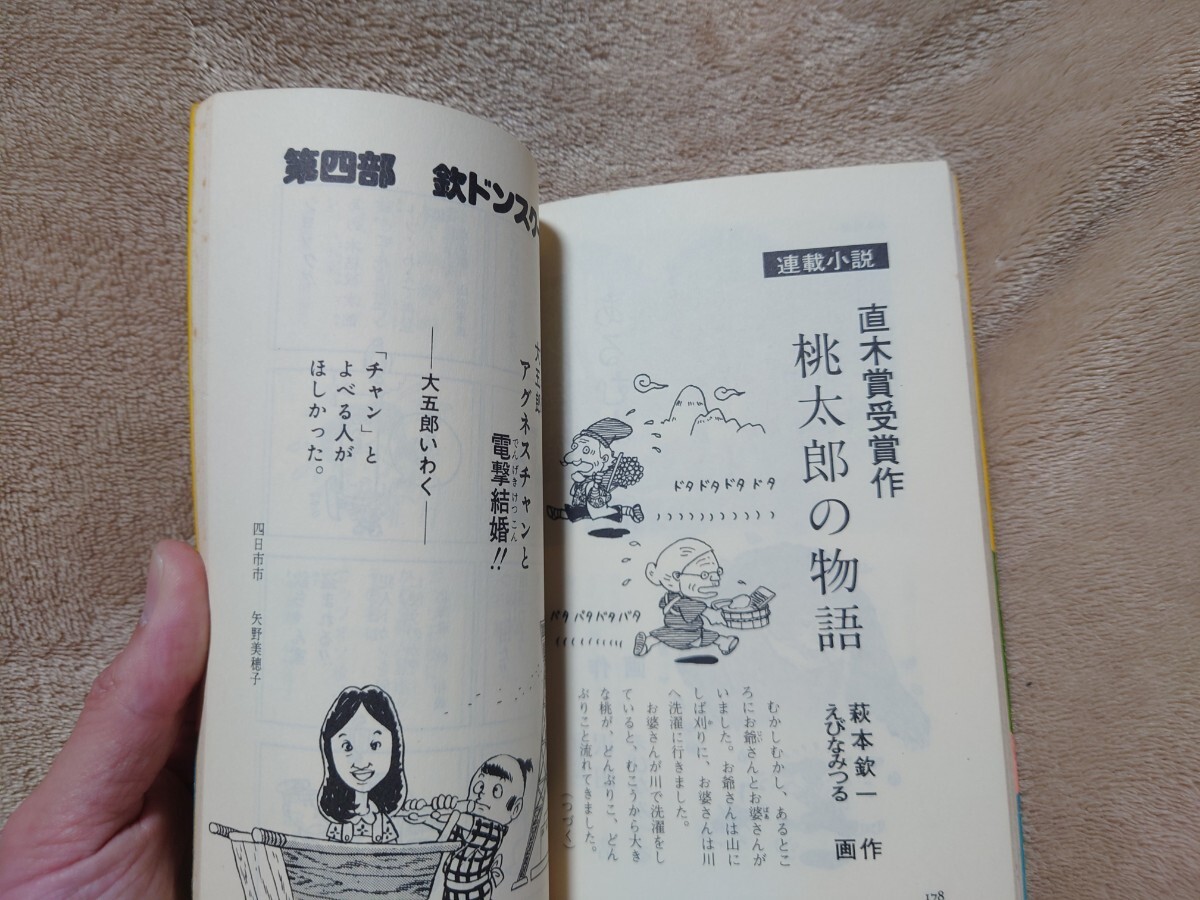 連載小説
直木賞受賞作
桃太郎の物語
萩本欽一 作
えびなみつる 画
ドタドタドタ ドタ
バタ バタバタバタ
むかしむかし、あるとこ
ろにお爺さんとお婆さんが
いました。お爺さんは山に
しば刈りに、お婆さんは川
へ洗濯に行きました。
お婆さんが川で洗濯をし
ていると、むこうから大き
な桃が、どんぶりこ、どん
ぶりこと流れてきました。
(つづく)
178
第四部 欽ドンスク
大五郎
アグネスチャンと
電撃結婚!!
でんげきけっこん
——大五郎いわく——
「チャン」と
よべる人が
ほしかった。
四日市市 矢野美穂子